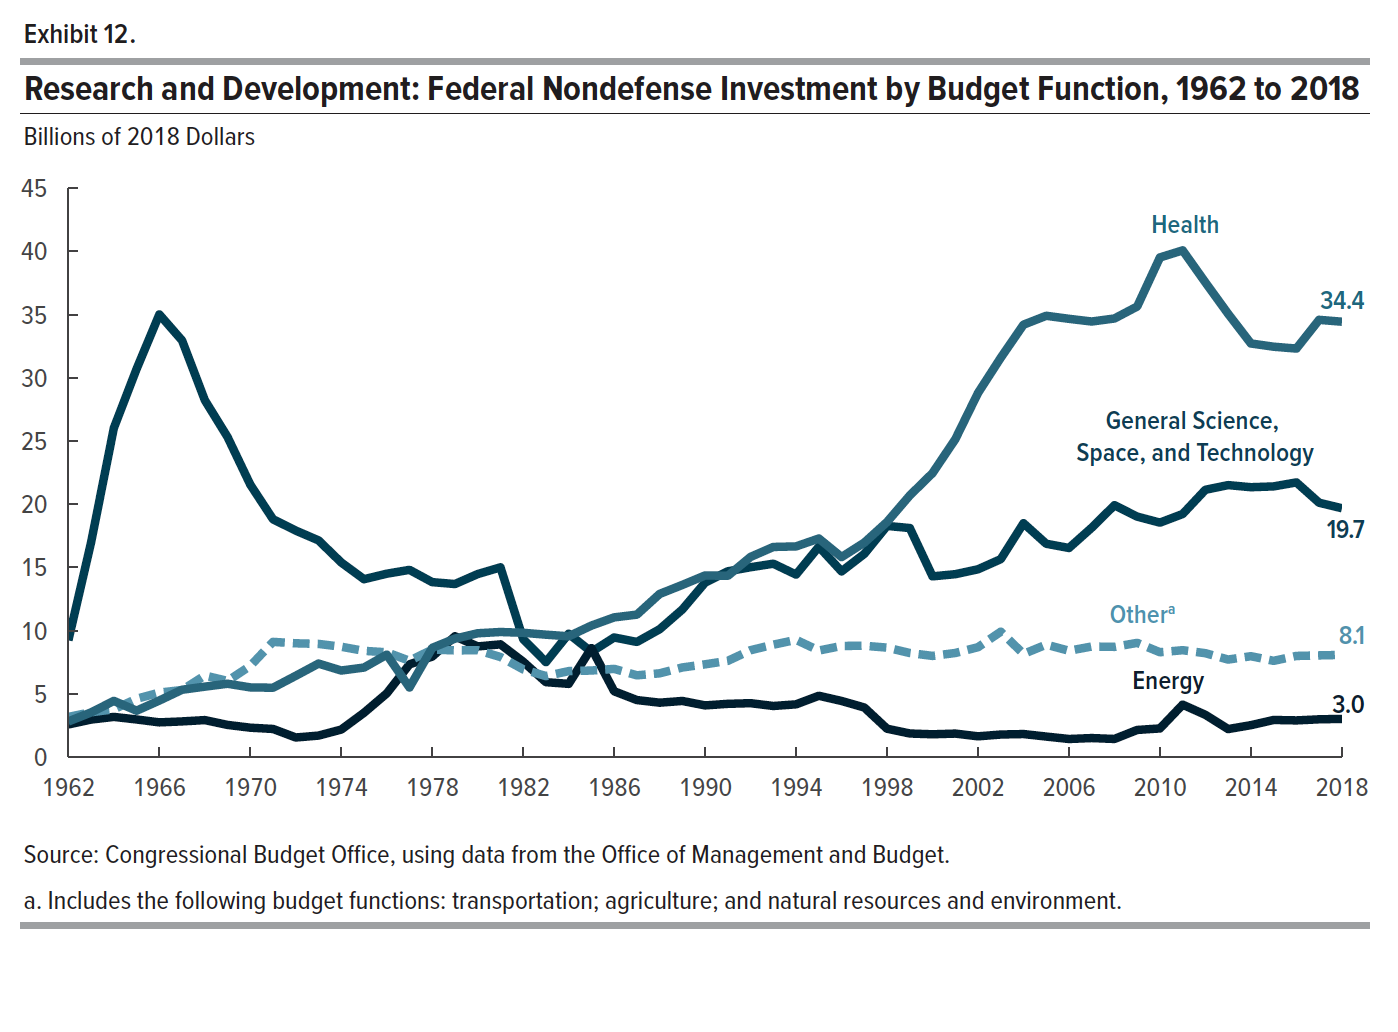 Exhibit 12.
Research and Development: Federal Nondefense Investment by Budget Function, 1962 to 2018
Billions of 2018 Dollars
45
40
35
30
25
20
15
10
5
0
Health
34.4
General Science,
Space, and Technology
19.7
Otherᵃ
8.1
Energy
3.0
1962 1966 1970 1974 1978 1982 1986 1990 1994 1998 2002 2006 2010 2014 2018
Source: Congressional Budget Office, using data from the Office of Management and Budget.
a. Includes the following budget functions: transportation; agriculture; and natural resources and environment.